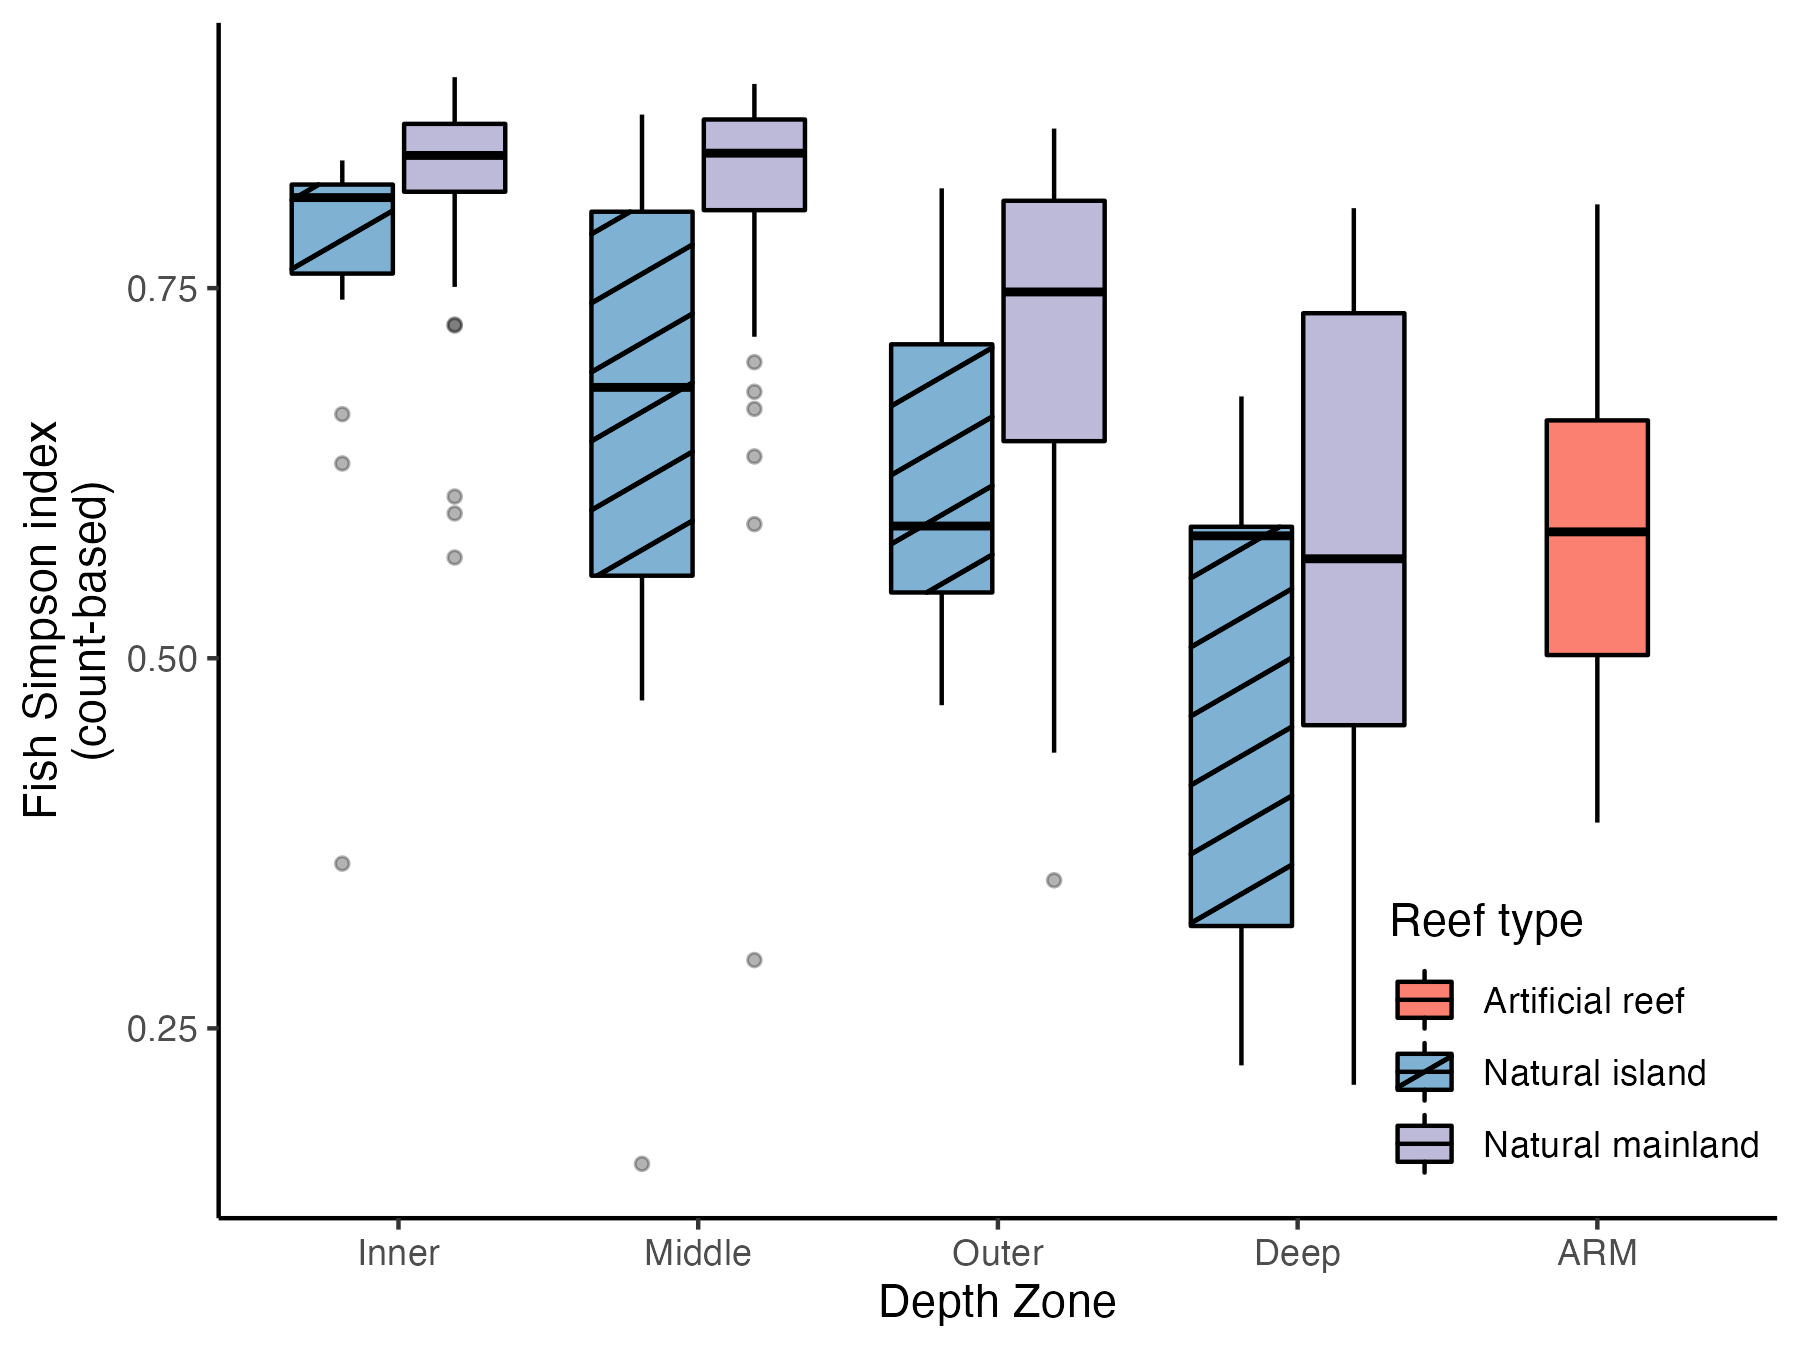 Fish Simpson index
(count-based)
0.75
0.50
0.25
Inner
Middle
Outer
Deep
ARM
Depth Zone
Reef type
Artificial reef
Natural island
Natural mainland